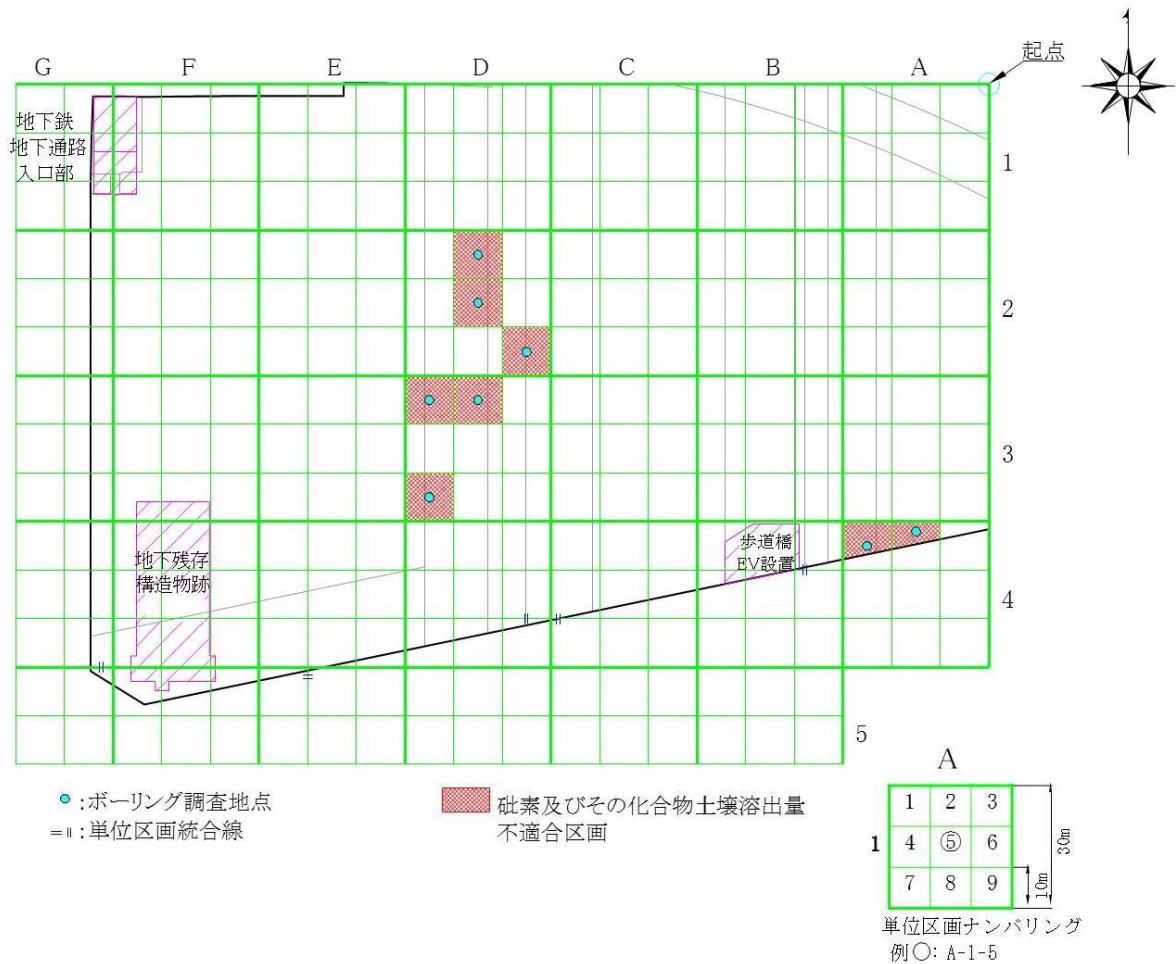 起点
G F E D C B A
地下鉄
地下通路
入口部
1
2
3
地下残存
構造物跡
歩道橋
EV設置
4
5
:ボーリング調査地点
:単位区画統合線
砒素及びその化合物土壌溶出量
不適合区画
A
1 2 3
1 4 ⑤ 6
7 8 9
10m
30m
単位区画ナンバリング
例○: A-1-5